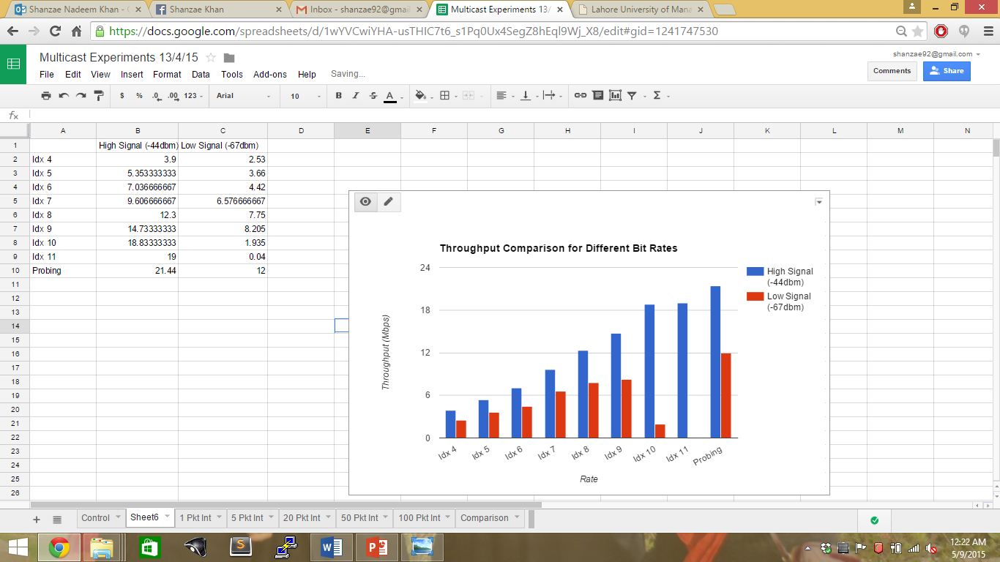 Shanzae Nadeem Khan -
Shanzae Khan
Inbox - shanzae92@gmail
Multicast Experiments 13/
Lahore University of Mana
https://docs.google.com/spreadsheets/d/1wYVCwiYHA-usTHIC7t6_s1Pq0Ux4SegZ8hEql9Wj_X8/edit#gid=1241747530
Multicast Experiments 13/4/15
shanzae92@gmail.com
File Edit View Insert Format Data Tools Add-ons Help Saving...
Comments
Share
$ % .0 .00 123 Arial 10 B I S A Σ
fx
A B C D E F G H I J K L M N
1 High Signal (-44dbm) Low Signal (-67dbm)
2 Idx 4 3.9 2.53
3 Idx 5 5.353333333 3.66
4 Idx 6 7.036666667 4.42
5 Idx 7 9.606666667 6.576666667
6 Idx 8 12.3 7.75
7 Idx 9 14.73333333 8.205
8 Idx 10 18.83333333 1.935
9 Idx 11 19 0.04
10 Probing 21.44 12
11
12
13
14
15
16
17
18
19
20
21
22
23
24
25
26
Throughput Comparison for Different Bit Rates
Throughput (Mbps)
24
18
12
6
0
Idx 4 Idx 5 Idx 6 Idx 7 Idx 8 Idx 9 Idx 10 Idx 11 Probing
Rate
High Signal
(-44dbm)
Low Signal
(-67dbm)
Control Sheet6 1 Pkt Int 5 Pkt Int 20 Pkt Int 50 Pkt Int 100 Pkt Int Comparison
12:22 AM
5/9/2015